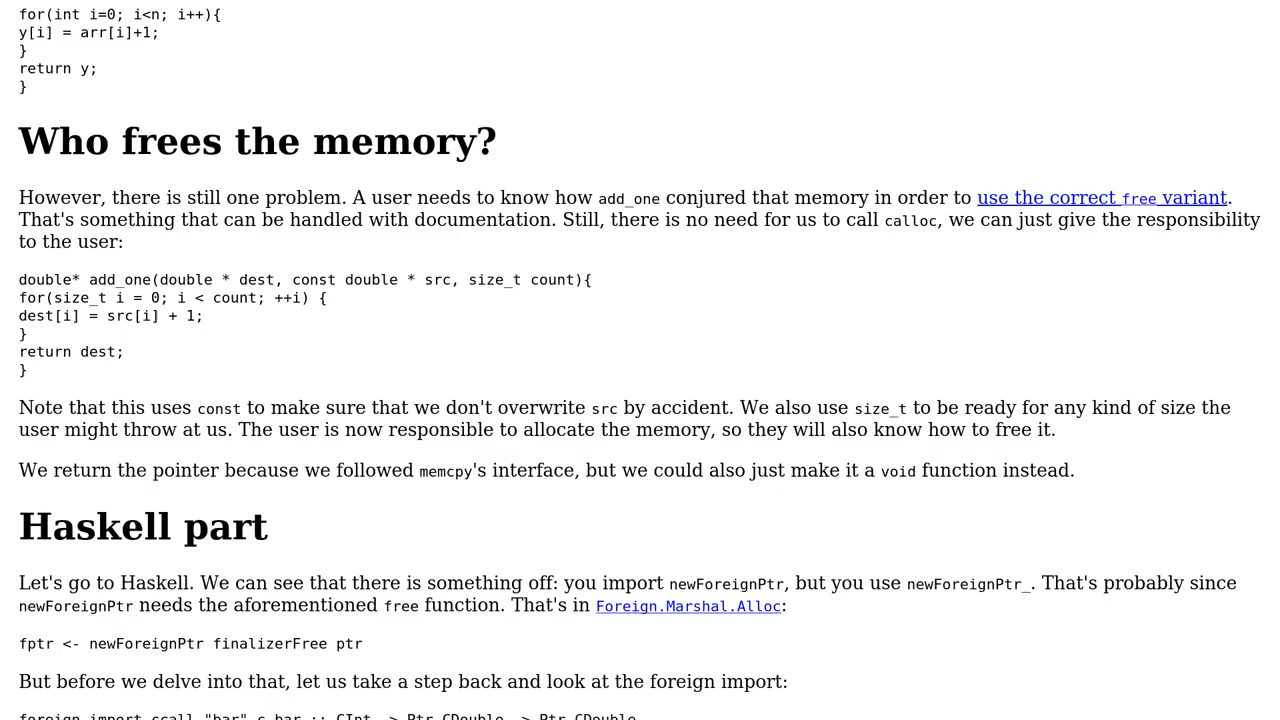 for(int i=0; i<n; i++){
y[i] = arr[i]+1;
}
return y;
}
Who frees the memory?
However, there is still one problem. A user needs to know how add_one conjured that memory in order to use the correct free variant.
That's something that can be handled with documentation. Still, there is no need for us to call calloc, we can just give the responsibility
to the user:
double* add_one(double * dest, const double * src, size_t count){
for(size_t i = 0; i < count; ++i) {
dest[i] = src[i] + 1;
}
return dest;
}
Note that this uses const to make sure that we don't overwrite src by accident. We also use size_t to be ready for any kind of size the
user might throw at us. The user is now responsible to allocate the memory, so they will also know how to free it.
We return the pointer because we followed memcpy's interface, but we could also just make it a void function instead.
Haskell part
Let's go to Haskell. We can see that there is something off: you import newForeignPtr, but you use newForeignPtr_. That's probably since
newForeignPtr needs the aforementioned free function. That's in Foreign.Marshal.Alloc:
fptr <- newForeignPtr finalizerFree ptr
But before we delve into that, let us take a step back and look at the foreign import:
foreign import ccall "bar" c_bar :: CInt -> Ptr CDouble -> Ptr CDouble